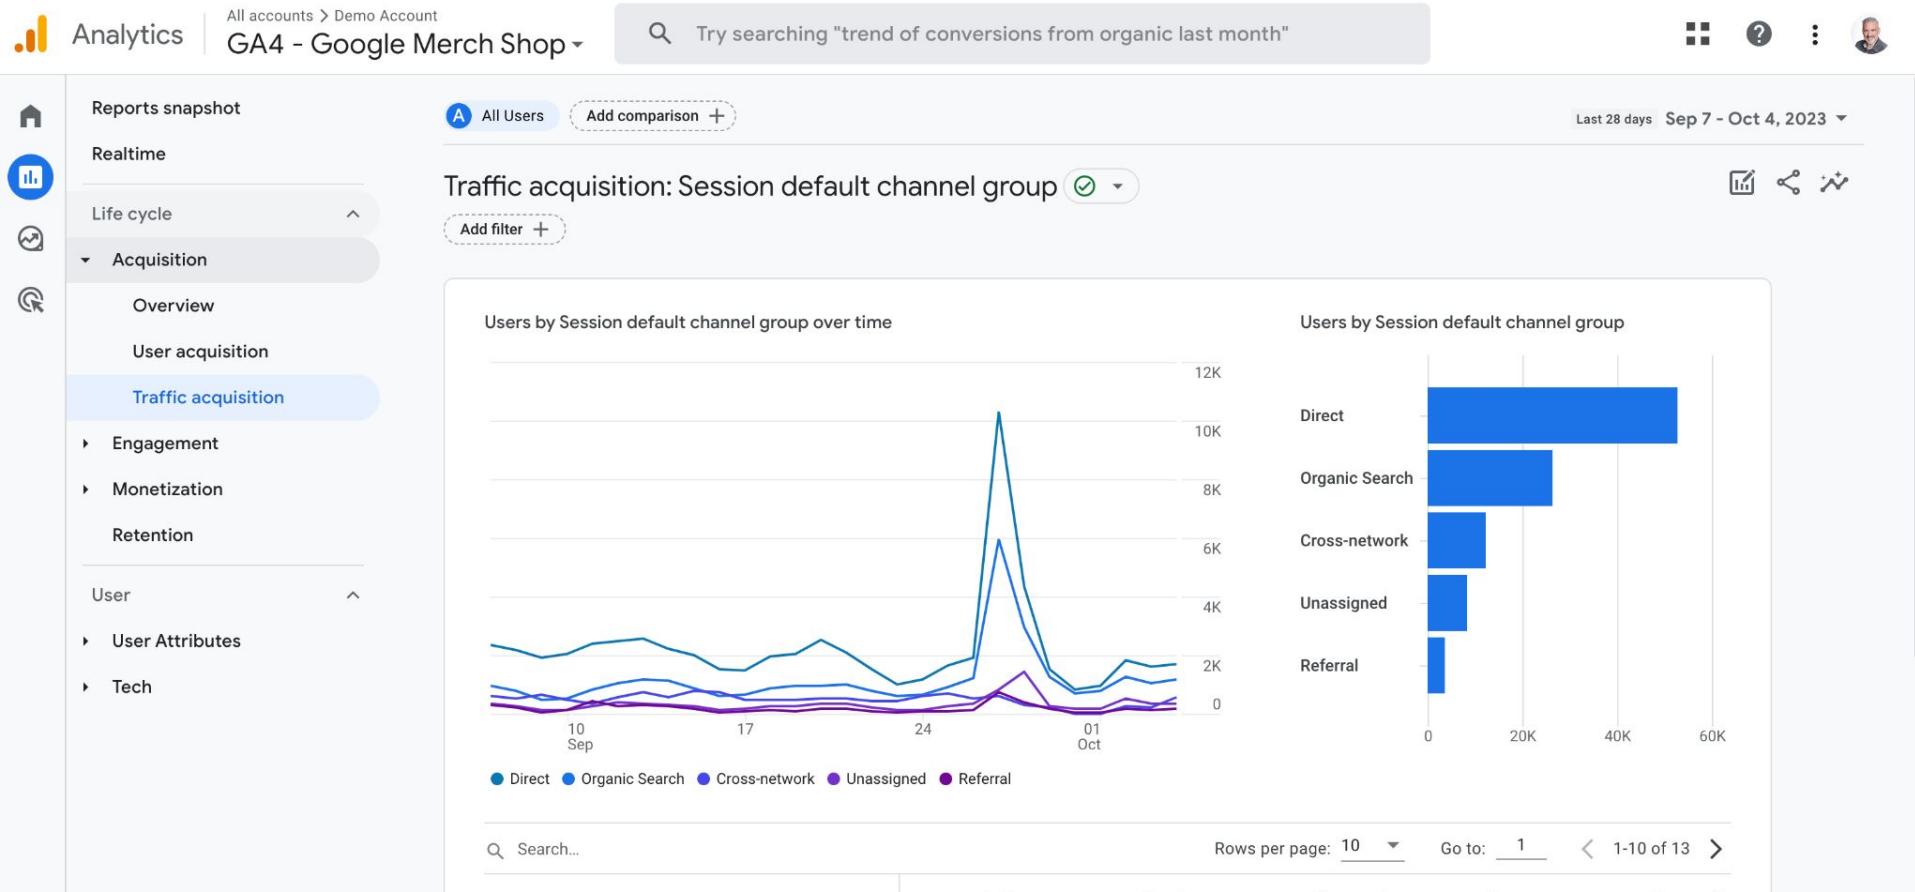 Analytics
All accounts > Demo Account
GA4 - Google Merch Shop
Try searching "trend of conversions from organic last month"
Reports snapshot
Realtime
Life cycle
Acquisition
Overview
User acquisition
Traffic acquisition
Engagement
Monetization
Retention
User
User Attributes
Tech
A All Users
Add comparison +
Last 28 days Sep 7 - Oct 4, 2023
Traffic acquisition: Session default channel group
Add filter +
Users by Session default channel group over time
12K
10K
8K
6K
4K
2K
0
10 17 24 01
Sep Oct
Direct Organic Search Cross-network Unassigned Referral
Users by Session default channel group
Direct
Organic Search
Cross-network
Unassigned
Referral
0 20K 40K 60K
Search...
Rows per page: 10 Go to: 1 < 1-10 of 13 >